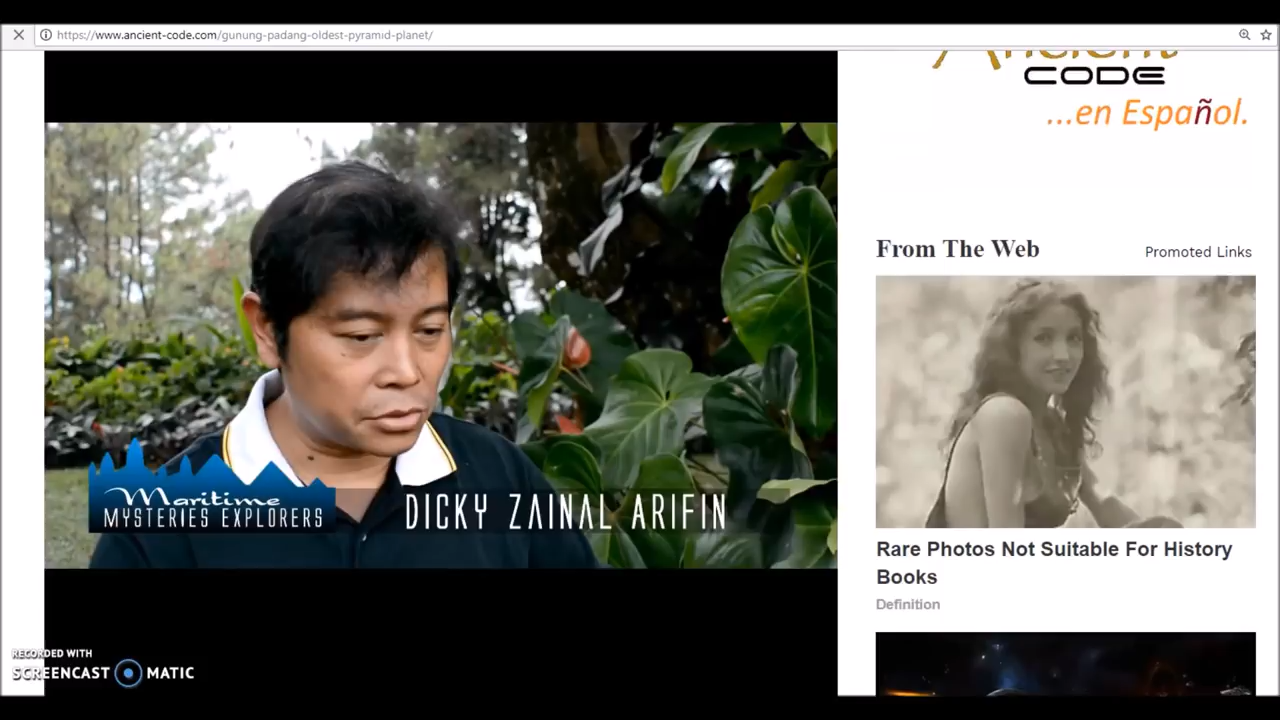 https://www.ancient-code.com/gunung-padang-oldest-pyramid-planet/
Ancient
CODE
...en Español.
From The Web
Promoted Links
Maritime
MYSTERIES EXPLORERS
DICKY ZAINAL ARIFIN
Rare Photos Not Suitable For History
Books
Definition
RECORDED WITH
SCREENCAST MATIC